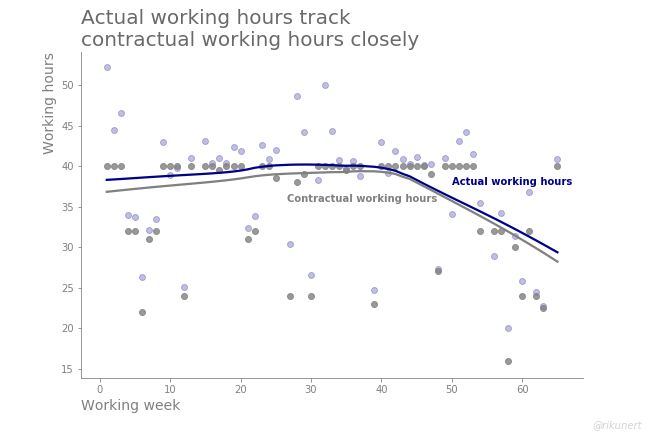 Actual working hours track
contractual working hours closely
Working hours
50
45
40
35
30
25
20
15
Actual working hours
Contractual working hours
0 10 20 30 40 50 60
Working week
@rikunert